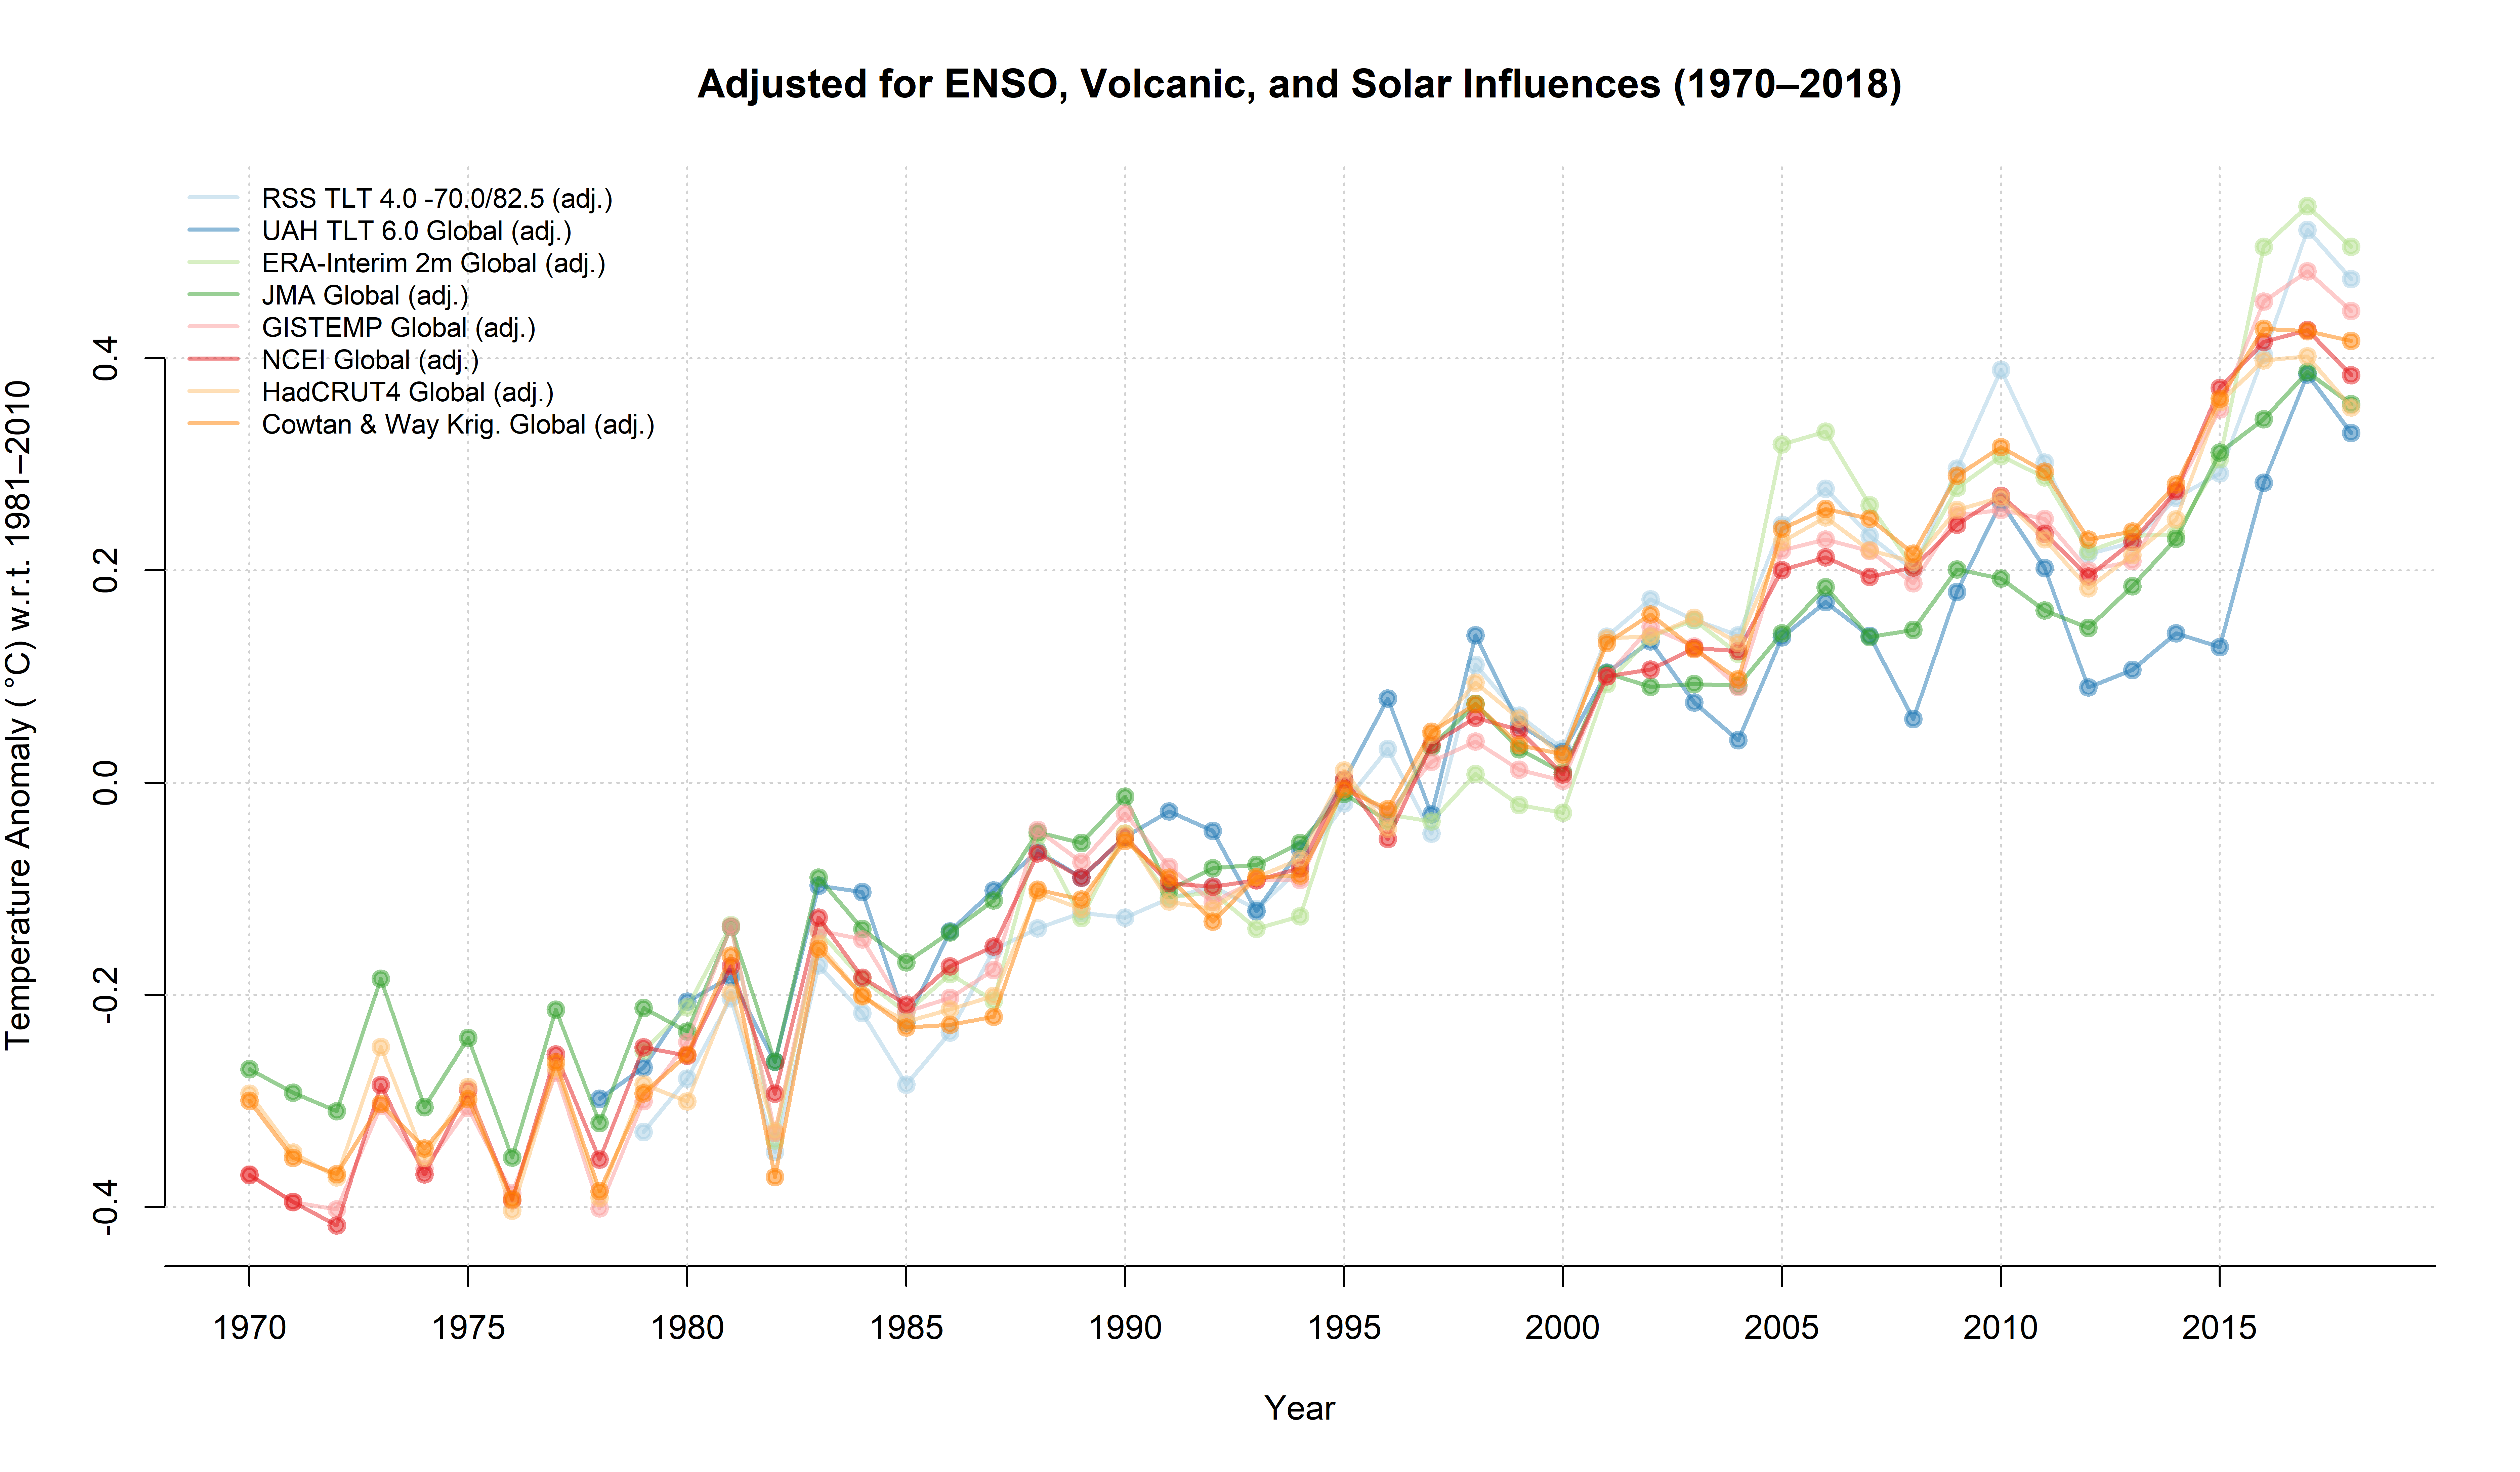 Adjusted for ENSO, Volcanic, and Solar Influences (1970–2018)
RSS TLT 4.0 -70.0/82.5 (adj.)
UAH TLT 6.0 Global (adj.)
ERA-Interim 2m Global (adj.)
JMA Global (adj.)
GISTEMP Global (adj.)
NCEI Global (adj.)
HadCRUT4 Global (adj.)
Cowtan & Way Krig. Global (adj.)
Temperature Anomaly ( °C) w.r.t. 1981–2010
0.4
0.2
0.0
-0.2
-0.4
1970 1975 1980 1985 1990 1995 2000 2005 2010 2015
Year